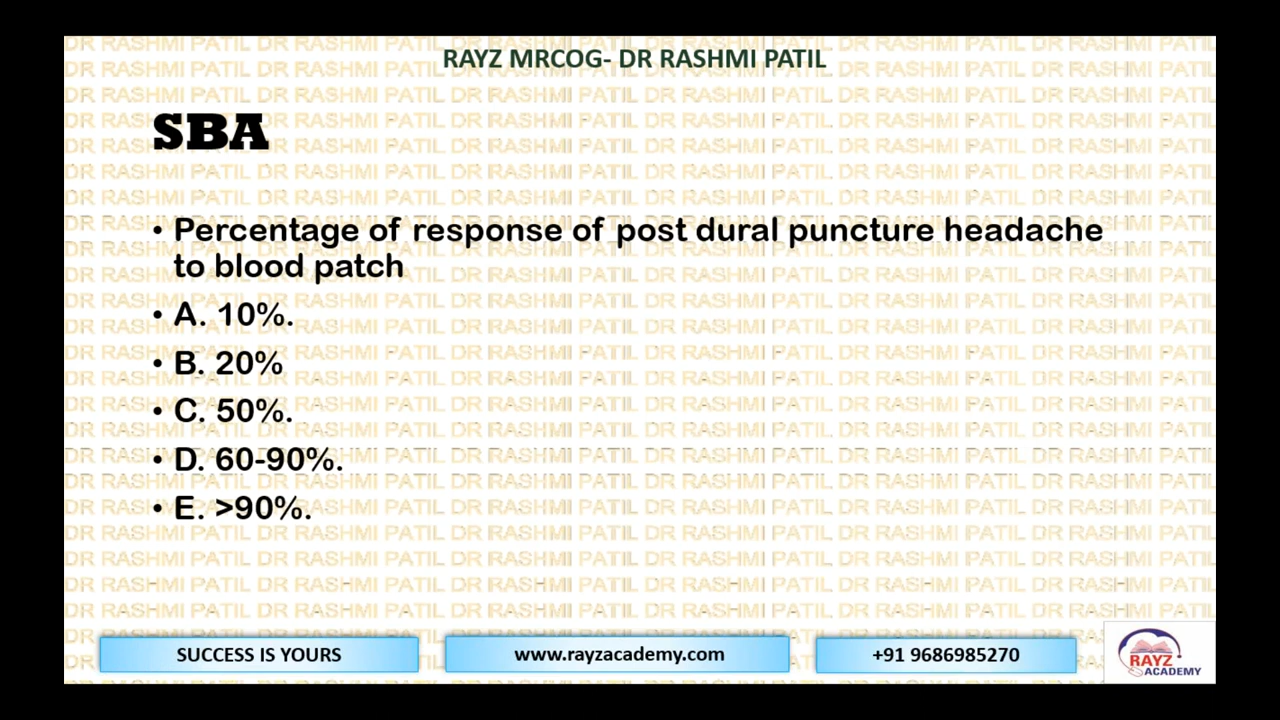 RAYZ MRCOG- DR RASHMI PATIL
SBA
• Percentage of response of post dural puncture headache
to blood patch
• A. 10%.
• B. 20%
• C. 50%.
• D. 60-90%.
• E. >90%.
SUCCESS IS YOURS
www.rayzacademy.com
+91 9686985270
RAYZ
ACADEMY